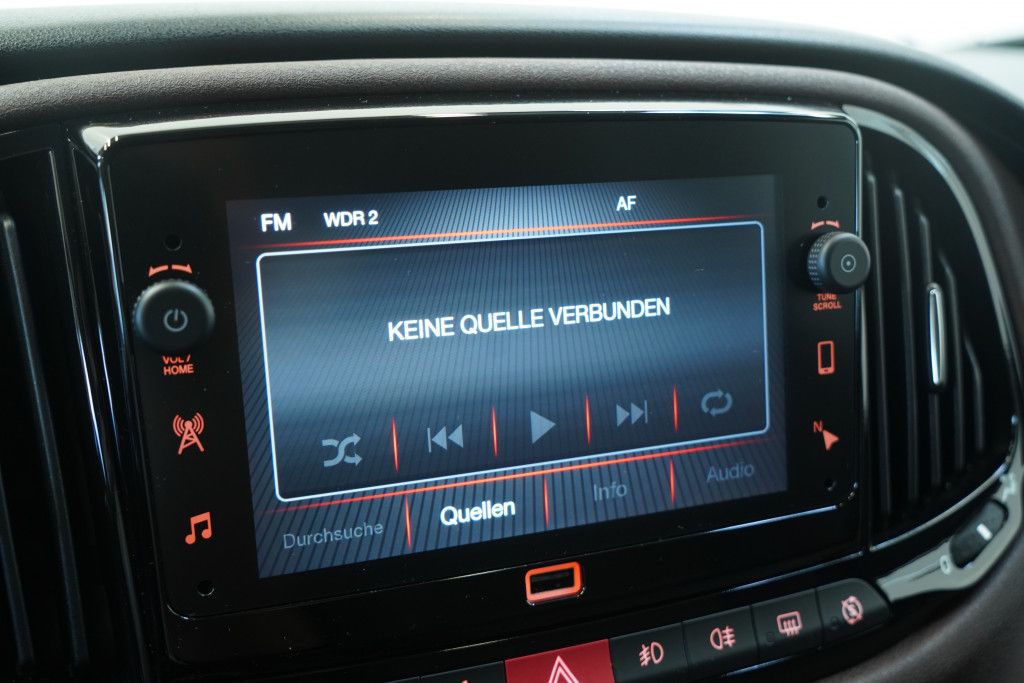 FM WDR 2 AF
KEINE QUELLE VERBUNDEN
Durchsuche Quellen Info Audio
VOL /
HOME
TUNE
SCROLL
N